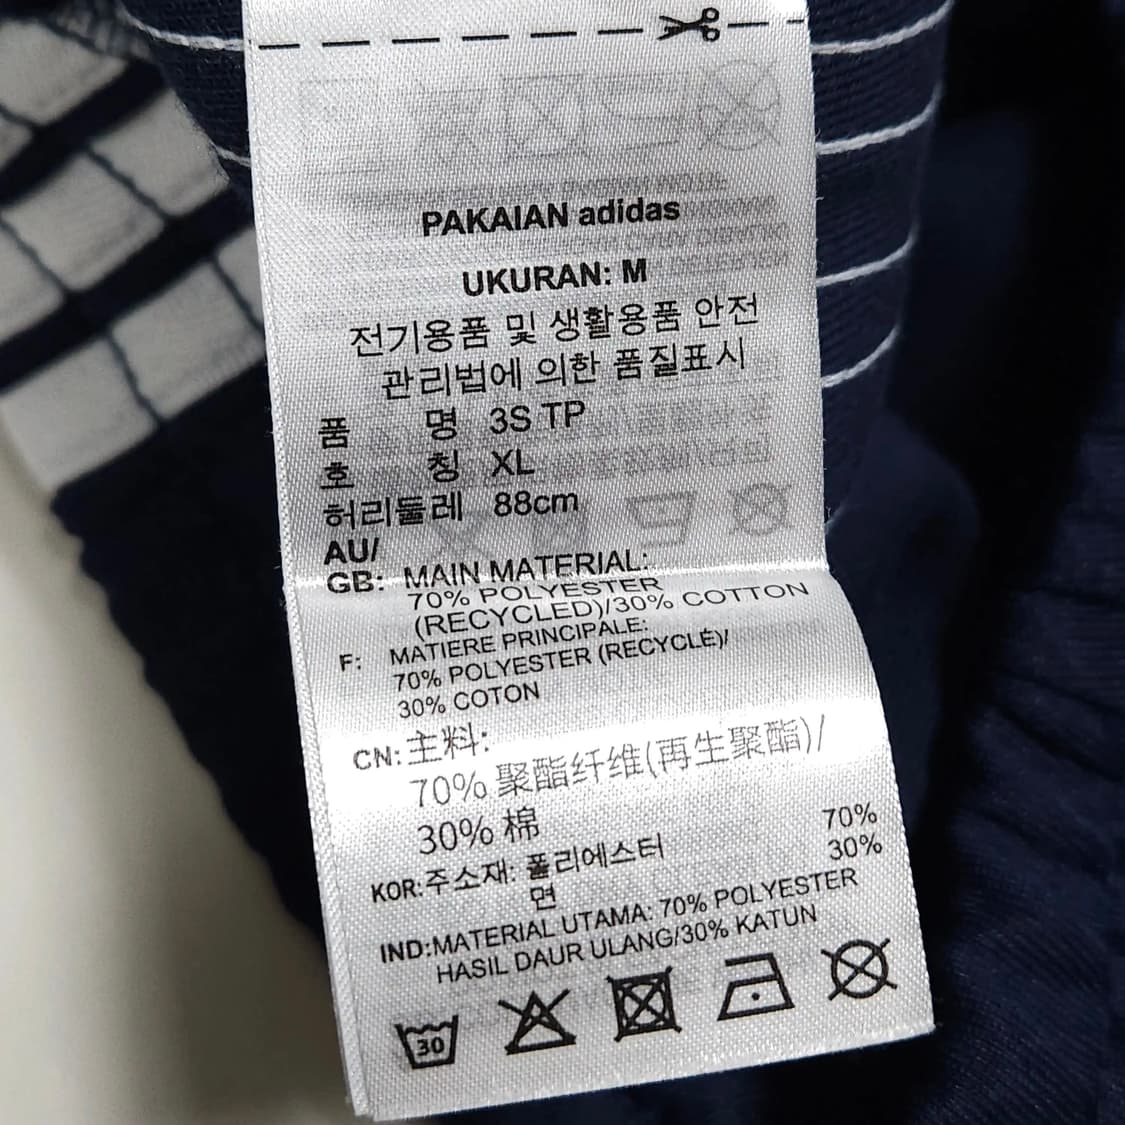 PAKAIAN adidas
UKURAN: M
전기용품 및 생활용품 안전
관리법에 의한 품질표시
품 명 3S TP
호 칭 XL
허리둘레 88cm
AU/
GB: MAIN MATERIAL:
70% POLYESTER
(RECYCLED)/30% COTTON
F: MATIERE PRINCIPALE:
70% POLYESTER (RECYCLÉ)/
30% COTON
CN: 主料:
70% 聚酯纤维(再生聚酯)/
30% 棉
KOR: 주소재: 폴리에스터 70%
면 30%
IND: MATERIAL UTAMA: 70% POLYESTER
HASIL DAUR ULANG/30% KATUN
30